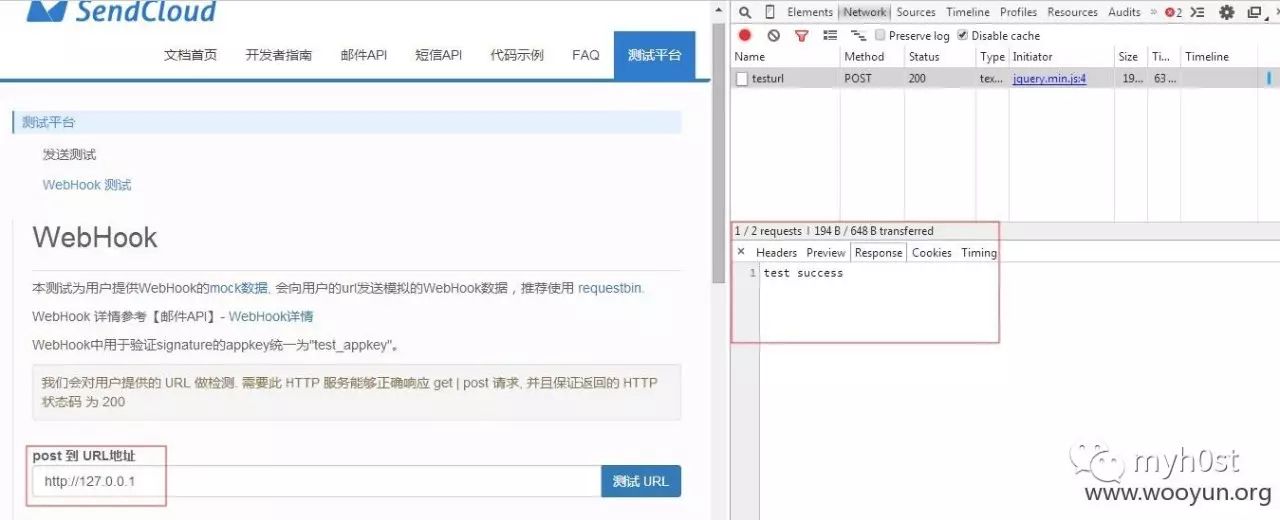 SendCloud
文档首页 开发者指南 邮件API 短信API 代码示例 FAQ 测试平台
测试平台
发送测试
WebHook 测试
WebHook
本测试为用户提供WebHook的mock数据. 会向用户的url发送模拟的WebHook数据，推荐使用 requestbin.
WebHook 详情参考【邮件API】- WebHook详情
WebHook中用于验证signature的appkey统一为"test_appkey"。
我们会对用户提供的 URL 做检测. 需要此 HTTP 服务能够正确响应 get | post 请求, 并且保证返回的 HTTP
状态码 为 200
post 到 URL地址
http://127.0.0.1 测试 URL
Elements Network Sources Timeline Profiles Resources Audits » 2
Preserve log Disable cache
Name Method Status Type Initiator Size Ti... Timeline
testurl POST 200 tex... jquery.min.js:4 19... 63...
1 / 2 requests | 194 B / 648 B transferred
× Headers Preview Response Cookies Timing
1 test success
myh0st
www.wooyun.org